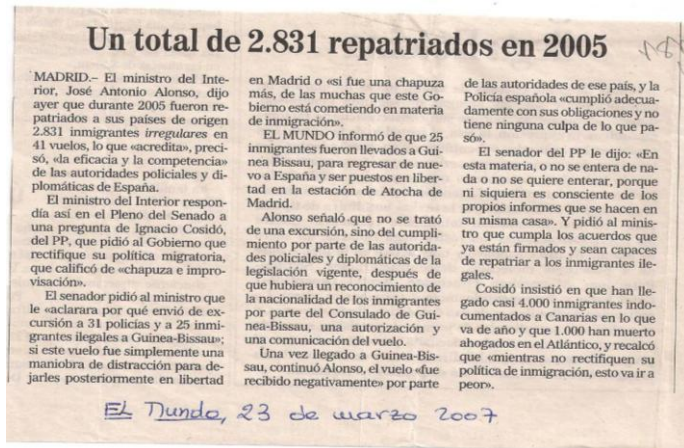 Un total de 2.831 repatriados en 2005
MADRID.– El ministro del Inte-
rior, José Antonio Alonso, dijo
ayer que durante 2005 fueron re-
patriados a sus países de origen
2.831 inmigrantes irregulares en
41 vuelos, lo que «acredita», preci-
só, «la eficacia y la competencia»
de las autoridades policiales y di-
plomáticas de España.
El ministro del Interior respon-
día así en el Pleno del Senado a
una pregunta de Ignacio Cosidó,
del PP, que pidió al Gobierno que
rectifique su política migratoria,
que calificó de «chapuza e impro-
visación».
El senador pidió al ministro que
le «aclarara por qué envió de ex-
cursión a 31 policías y a 25 inmi-
grantes ilegales a Guinea-Bissau»;
si este vuelo fue simplemente una
maniobra de distracción para de-
jarles posteriormente en libertad
en Madrid o «si fue una chapuza
más, de las muchas que este Go-
bierno está cometiendo en materia
de inmigración».
EL MUNDO informó de que 25
inmigrantes fueron llevados a Gui-
nea Bissau, para regresar de nue-
vo a España y ser puestos en liber-
tad en la estación de Atocha de
Madrid.
Alonso señaló que no se trató
de una excursión, sino del cumpli-
miento por parte de las autorida-
des policiales y diplomáticas de la
legislación vigente, después de
que hubiera un reconocimiento de
la nacionalidad de los inmigrantes
por parte del Consulado de Gui-
nea-Bissau, una autorización y
una comunicación del vuelo.
Una vez llegado a Guinea-Bis-
sau, continuó Alonso, el vuelo «fue
recibido negativamente» por parte
de las autoridades de ese país, y la
Policía española «cumplió adecua-
damente con sus obligaciones y no
tiene ninguna culpa de lo que pa-
só».
El senador del PP le dijo: «En
esta materia, o no se entera de na-
da o no se quiere enterar, porque
ni siquiera es consciente de los
propios informes que se hacen en
su misma casa». Y pidió al minis-
tro que cumpla los acuerdos que
ya están firmados y sean capaces
de repatriar a los inmigrantes ile-
gales.
Cosidó insistió en que han lle-
gado casi 4.000 inmigrantes indo-
cumentados a Canarias en lo que
va de año y que 1.000 han muerto
ahogados en el Atlántico, y recalcó
que «mientras no rectifiquen su
política de inmigración, esto va ir a
peor».
EL Mundo, 23 de marzo 2007